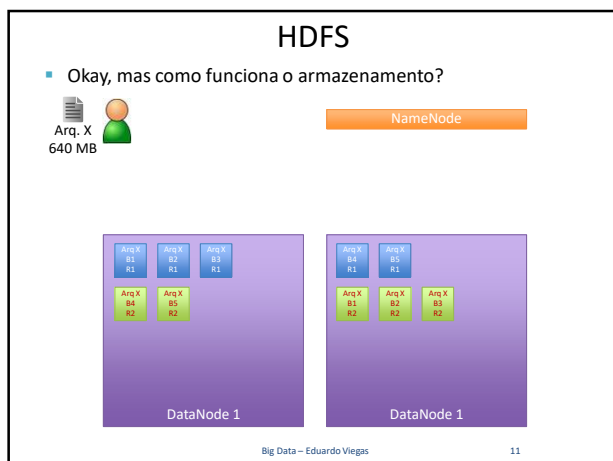 HDFS
Okay, mas como funciona o armazenamento?
Arq. X
640 MB
NameNode
Arq X
B1
R1
Arq X
B2
R1
Arq X
B3
R1
Arq X
B4
R2
Arq X
B5
R2
DataNode 1
Arq X
B4
R1
Arq X
B5
R1
Arq X
B1
R2
Arq X
B2
R2
Arq X
B3
R2
DataNode 1
Big Data – Eduardo Viegas
11